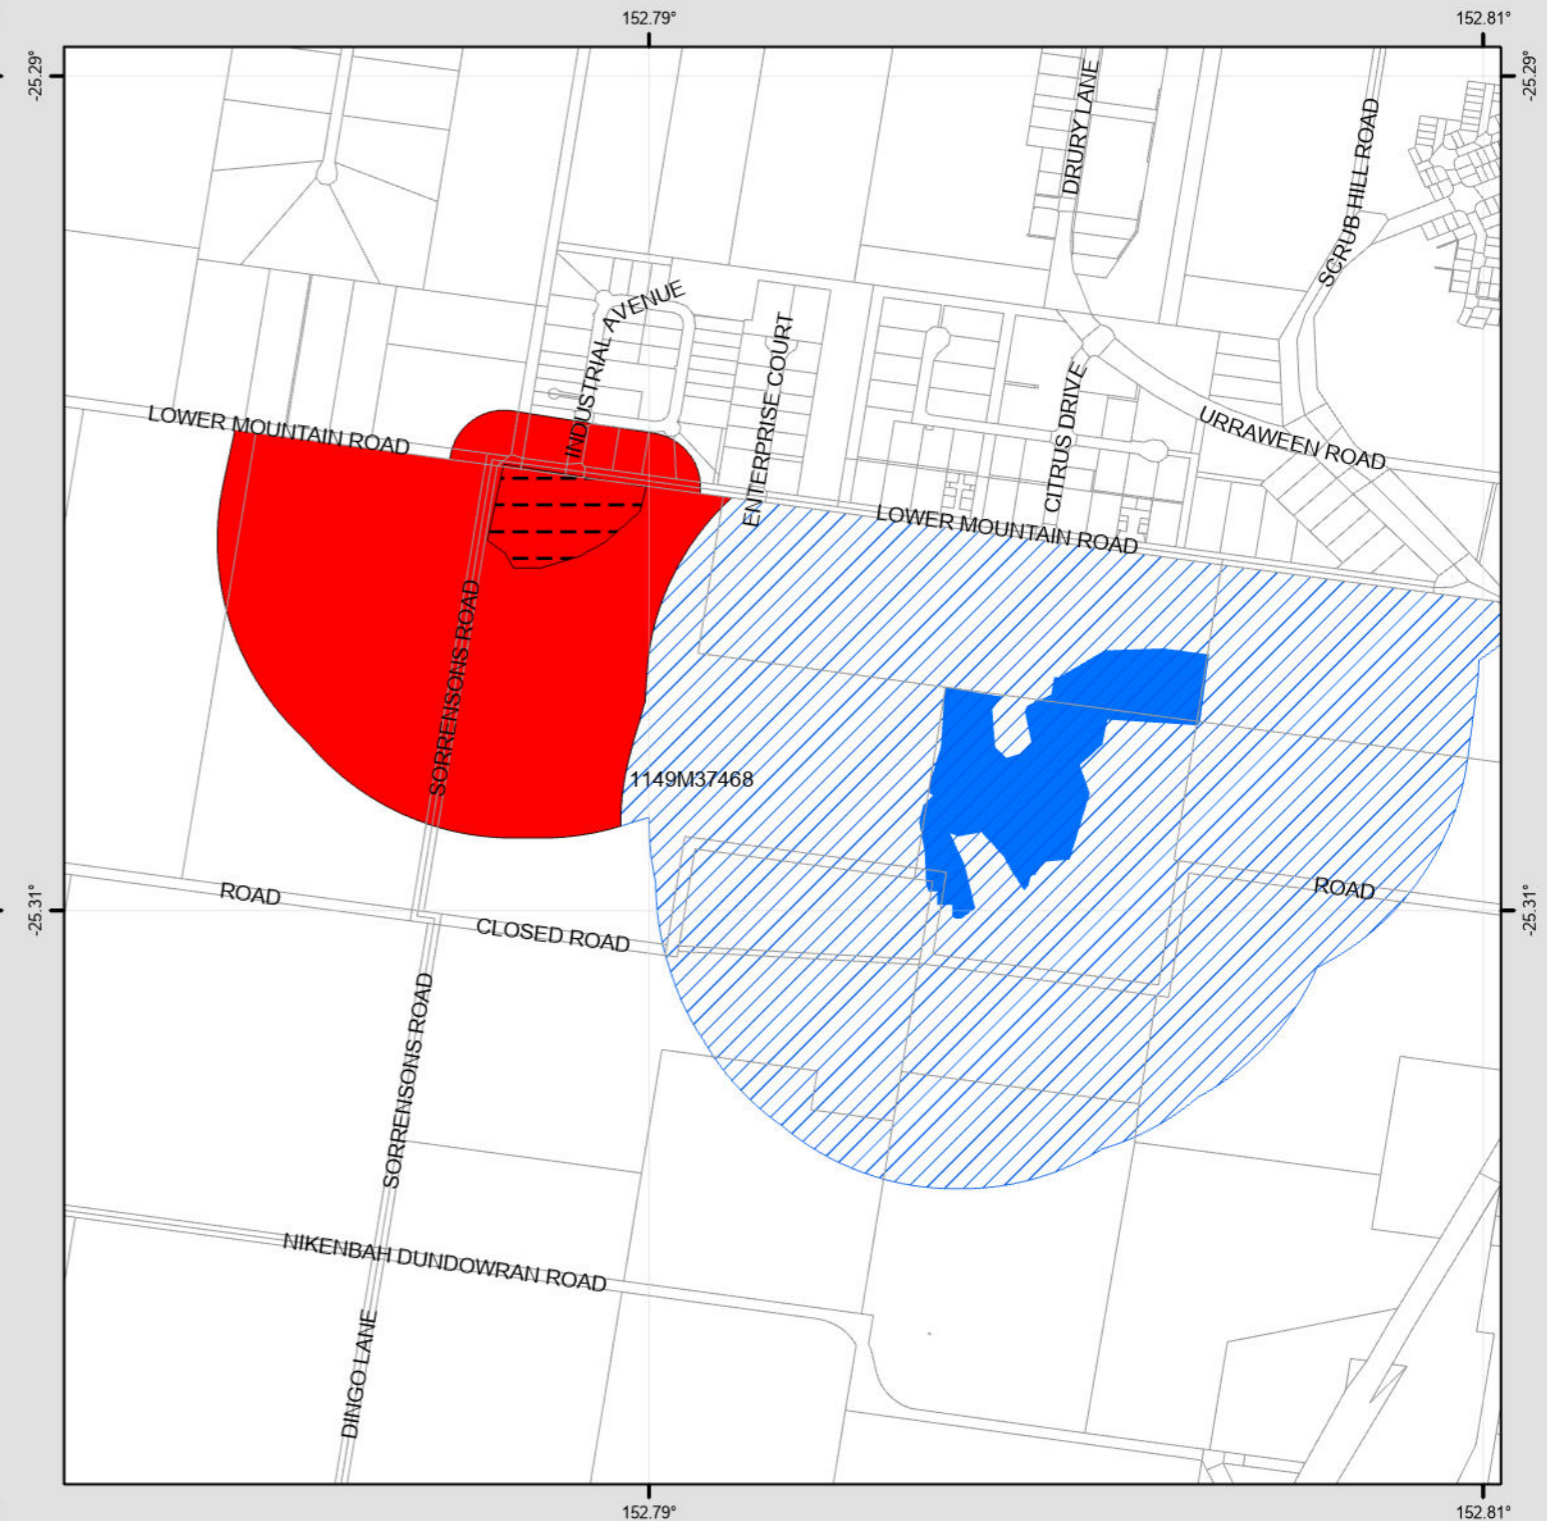 152.79°
152.81°
-25.29°
-25.29°
DRURY LANE
SCRUB HILL ROAD
INDUSTRIAL AVENUE
ENTERPRISE COURT
CITRUS DRIVE
URRAWEEN ROAD
LOWER MOUNTAIN ROAD
LOWER MOUNTAIN ROAD
SORRENSONS ROAD
1149M37468
ROAD
ROAD
-25.31°
-25.31°
CLOSED ROAD
SORRENSONS ROAD
NIKENBAH DUNDOWRAN ROAD
DINGO LANE
152.79°
152.81°